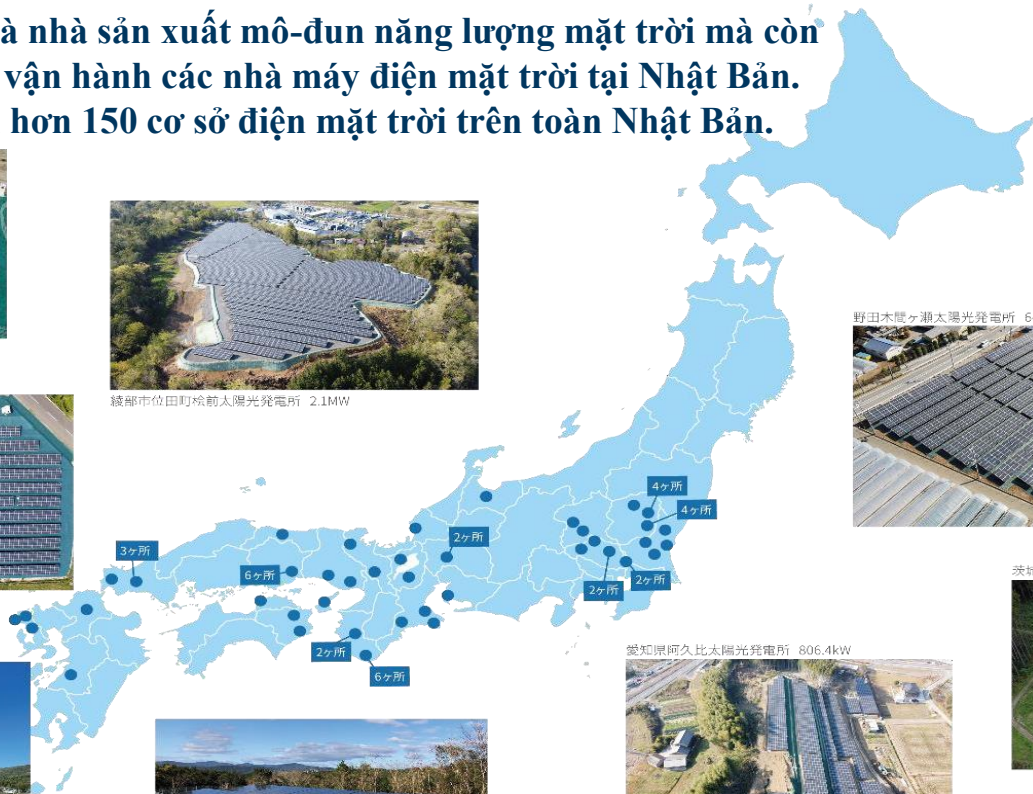 à nhà sản xuất mô-đun năng lượng mặt trời mà còn
vận hành các nhà máy điện mặt trời tại Nhật Bản.
hơn 150 cơ sở điện mặt trời trên toàn Nhật Bản.
綾部市位田町桧前太陽光発電所 2.1MW
野田木間ヶ瀬太陽光発電所 6
4ヶ所
4ヶ所
2ヶ所
3ヶ所
6ヶ所
2ヶ所
2ヶ所
2ヶ所
6ヶ所
茨城
愛知県阿久比太陽光発電所 806.4kW